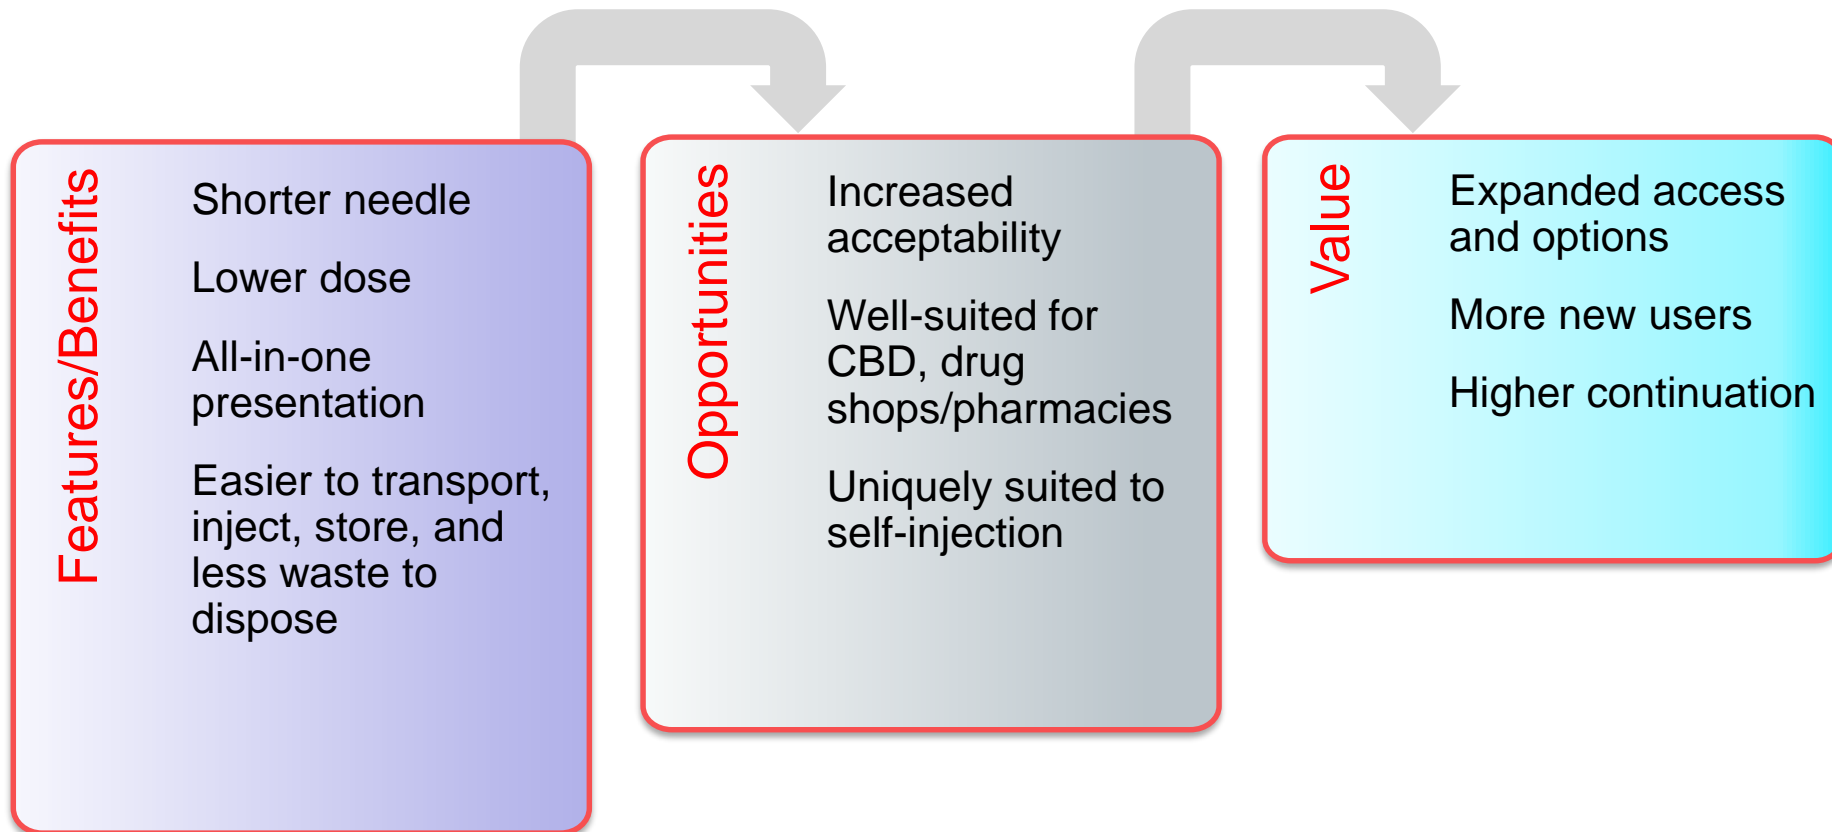 Features/Benefits
Shorter needle
Lower dose
All-in-one
presentation
Easier to transport,
inject, store, and
less waste to
dispose
Opportunities
Increased
acceptability
Well-suited for
CBD, drug
shops/pharmacies
Uniquely suited to
self-injection
Value
Expanded access
and options
More new users
Higher continuation